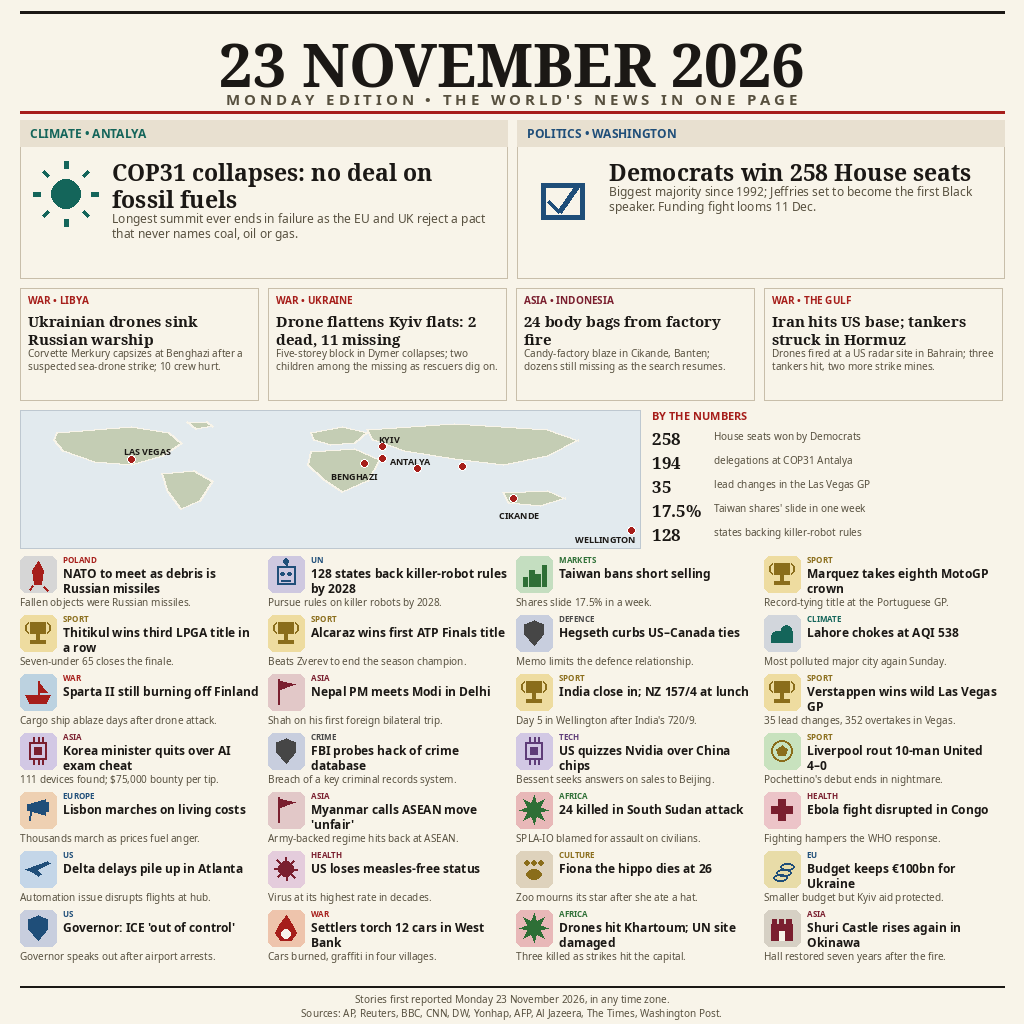 23 NOVEMBER 2026
MONDAY EDITION • THE WORLD'S NEWS IN ONE PAGE
CLIMATE • ANTALYA
COP31 collapses: no deal on
fossil fuels
Longest summit ever ends in failure as the EU and UK reject a pact
that never names coal, oil or gas.
POLITICS • WASHINGTON
Democrats win 258 House seats
Biggest majority since 1992; Jeffries set to become the first Black
speaker. Funding fight looms 11 Dec.
WAR • LIBYA
Ukrainian drones sink
Russian warship
Corvette Merkury capsizes at Benghazi after a
suspected sea-drone strike; 10 crew hurt.
WAR • UKRAINE
Drone flattens Kyiv flats: 2
dead, 11 missing
Five-storey block in Dymer collapses; two
children among the missing as rescuers dig on.
ASIA • INDONESIA
24 body bags from factory
fire
Candy-factory blaze in Cikande, Banten;
dozens still missing as the search resumes.
WAR • THE GULF
Iran hits US base; tankers
struck in Hormuz
Drones fired at a US radar site in Bahrain; three
tankers hit, two more strike mines.
LAS VEGAS
KYIV
ANTALYA
BENGHAZI
CIKANDE
WELLINGTON
BY THE NUMBERS
258 House seats won by Democrats
194 delegations at COP31 Antalya
35 lead changes in the Las Vegas GP
17.5% Taiwan shares' slide in one week
128 states backing killer-robot rules
POLAND
NATO to meet as debris is
Russian missiles
Fallen objects were Russian missiles.
UN
128 states back killer-robot rules
by 2028
Pursue rules on killer robots by 2028.
MARKETS
Taiwan bans short selling
Shares slide 17.5% in a week.
SPORT
Marquez takes eighth MotoGP
crown
Record-tying title at the Portuguese GP.
SPORT
Thitikul wins third LPGA title in
a row
Seven-under 65 closes the finale.
SPORT
Alcaraz wins first ATP Finals title
Beats Zverev to end the season champion.
DEFENCE
Hegseth curbs US–Canada ties
Memo limits the defence relationship.
CLIMATE
Lahore chokes at AQI 538
Most polluted major city again Sunday.
WAR
Sparta II still burning off Finland
Cargo ship ablaze days after drone attack.
ASIA
Nepal PM meets Modi in Delhi
Shah on his first foreign bilateral trip.
SPORT
India close in; NZ 157/4 at lunch
Day 5 in Wellington after India's 720/9.
SPORT
Verstappen wins wild Las Vegas
GP
35 lead changes, 352 overtakes in Vegas.
ASIA
Korea minister quits over AI
exam cheat
111 devices found; $75,000 bounty per tip.
CRIME
FBI probes hack of crime
database
Breach of a key criminal records system.
TECH
US quizzes Nvidia over China
chips
Bessent seeks answers on sales to Beijing.
SPORT
Liverpool rout 10-man United
4–0
Pochettino's debut ends in nightmare.
EUROPE
Lisbon marches on living costs
Thousands march as prices fuel anger.
ASIA
Myanmar calls ASEAN move
'unfair'
Army-backed regime hits back at ASEAN.
AFRICA
24 killed in South Sudan attack
SPLA-IO blamed for assault on civilians.
HEALTH
Ebola fight disrupted in Congo
Fighting hampers the WHO response.
US
Delta delays pile up in Atlanta
Automation issue disrupts flights at hub.
HEALTH
US loses measles-free status
Virus at its highest rate in decades.
CULTURE
Fiona the hippo dies at 26
Zoo mourns its star after she ate a hat.
EU
Budget keeps €100bn for
Ukraine
Smaller budget but Kyiv aid protected.
US
Governor: ICE 'out of control'
Governor speaks out after airport arrests.
WAR
Settlers torch 12 cars in West
Bank
Cars burned, graffiti in four villages.
AFRICA
Drones hit Khartoum; UN site
damaged
Three killed as strikes hit the capital.
ASIA
Shuri Castle rises again in
Okinawa
Hall restored seven years after the fire.
Stories first reported Monday 23 November 2026, in any time zone.
Sources: AP, Reuters, BBC, CNN, DW, Yonhap, AFP, Al Jazeera, The Times, Washington Post.